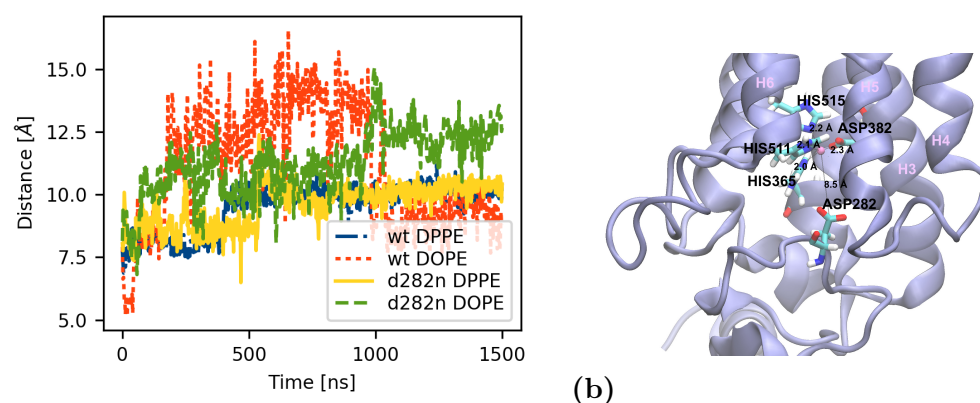 15.0
12.5
10.0
7.5
5.0
Distance [Å]
wt DPPE
wt DOPE
d282n DPPE
d282n DOPE
0
500
1000
1500
Time [ns]
(b)
H6
H5
HIS515
2.2 Å
ASP382
2.1 Å
HIS511
2.3 Å
H4
2.0 Å
H3
HIS365
8.5 Å
ASP282